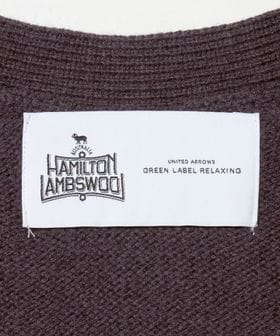 AUSTRALIA
HAMILTON
LAMBSWOOL
UNITED ARROWS
GREEN LABEL RELAXING